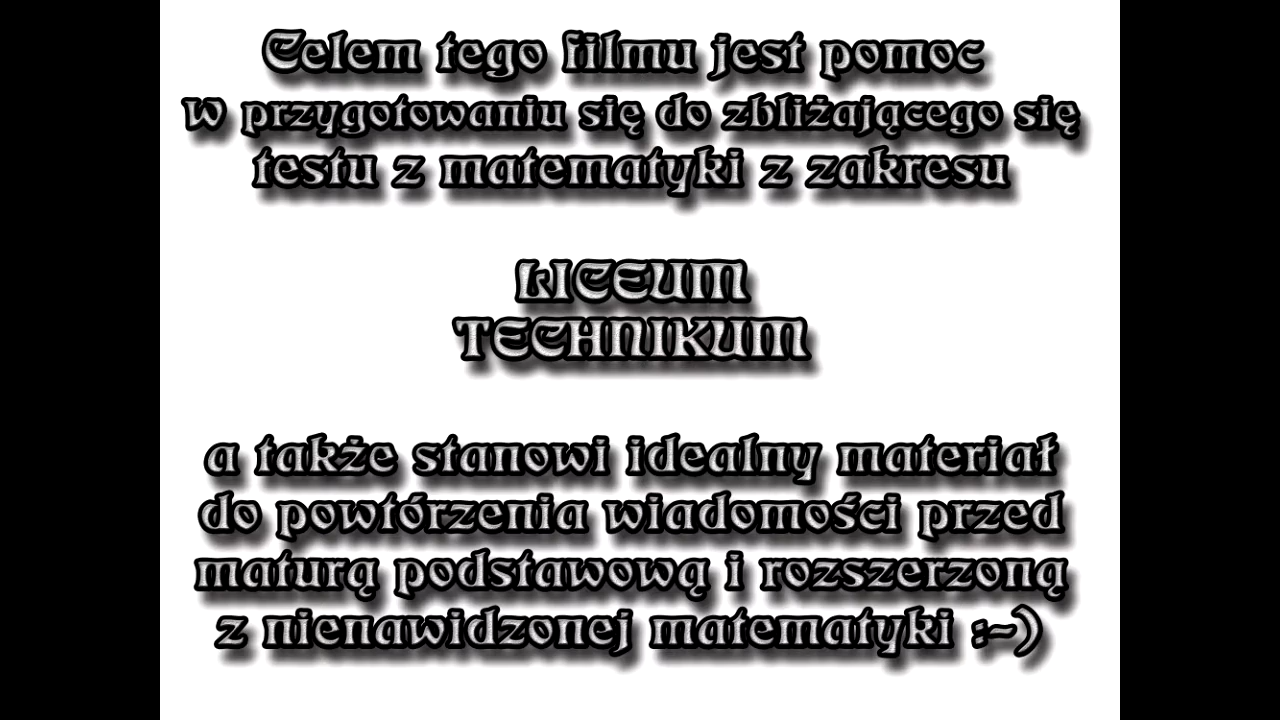 Celem tego filmu jest pomoc
w przygotowaniu się do zbliżającego się
testu z matematyki z zakresu
LICEUM
TECHNIKUM
a także stanowi idealny materiał
do powtórzenia wiadomości przed
maturą podstawową i rozszerzoną
z nienawidzonej matematyki :-)